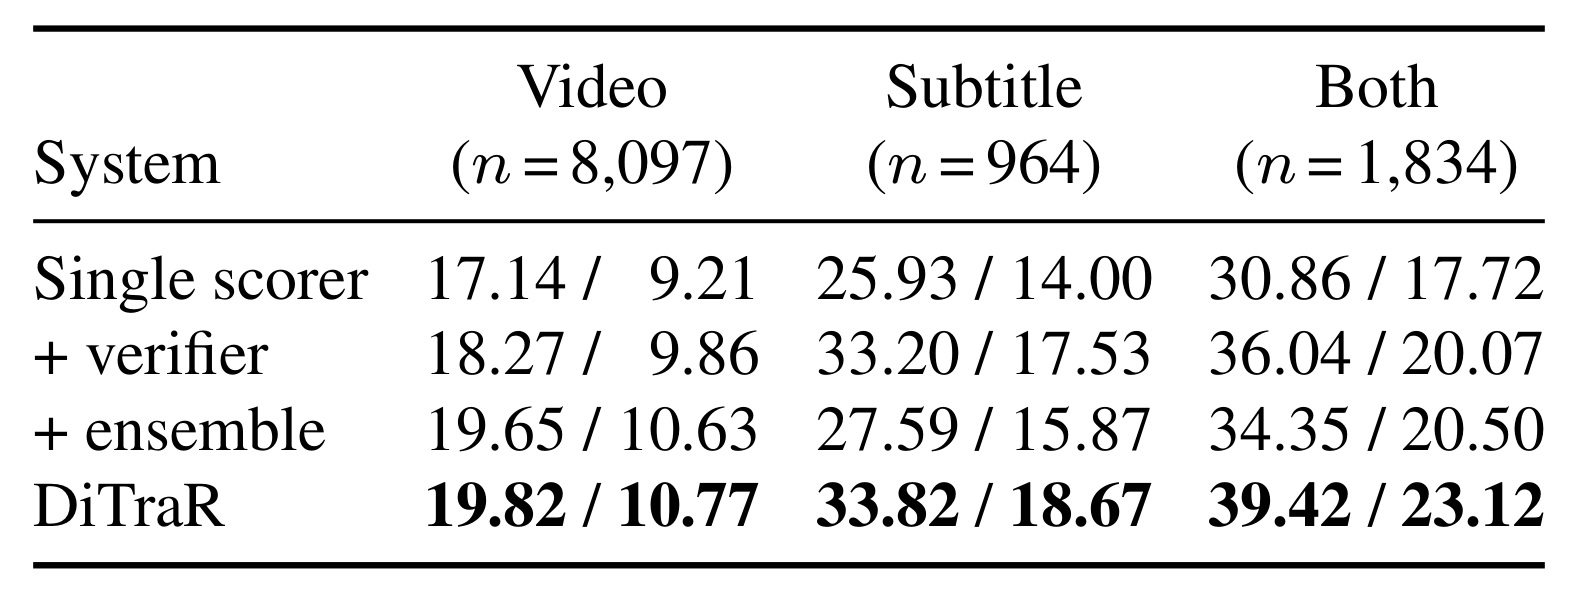 Video Subtitle Both
System (n = 8,097) (n = 964) (n = 1,834)
Single scorer 17.14 / 9.21 25.93 / 14.00 30.86 / 17.72
+ verifier 18.27 / 9.86 33.20 / 17.53 36.04 / 20.07
+ ensemble 19.65 / 10.63 27.59 / 15.87 34.35 / 20.50
DiTraR 19.82 / 10.77 33.82 / 18.67 39.42 / 23.12